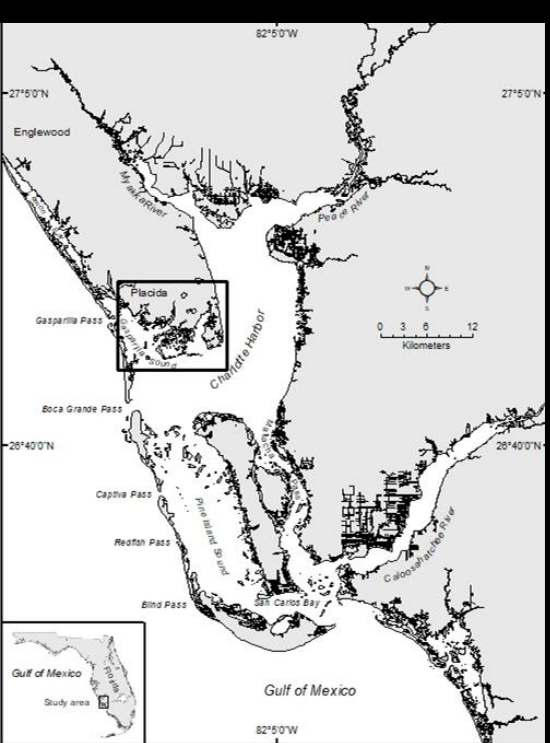 82°5'0"W
27°5'0"N
27°5'0"N
Englewood
Myakka River
Peace River
Placida
N
W
E
S
Gasparilla Pass
Gasparilla Sound
Charlotte Harbor
0 3 6 12
Kilometers
Boca Grande Pass
26°40'0"N
26°40'0"N
Captiva Pass
Pine Island Sound
Redfish Pass
Caloosahatchee River
Blind Pass
San Carlos Bay
Gulf of Mexico
Florida
Study area
Gulf of Mexico
82°5'0"W